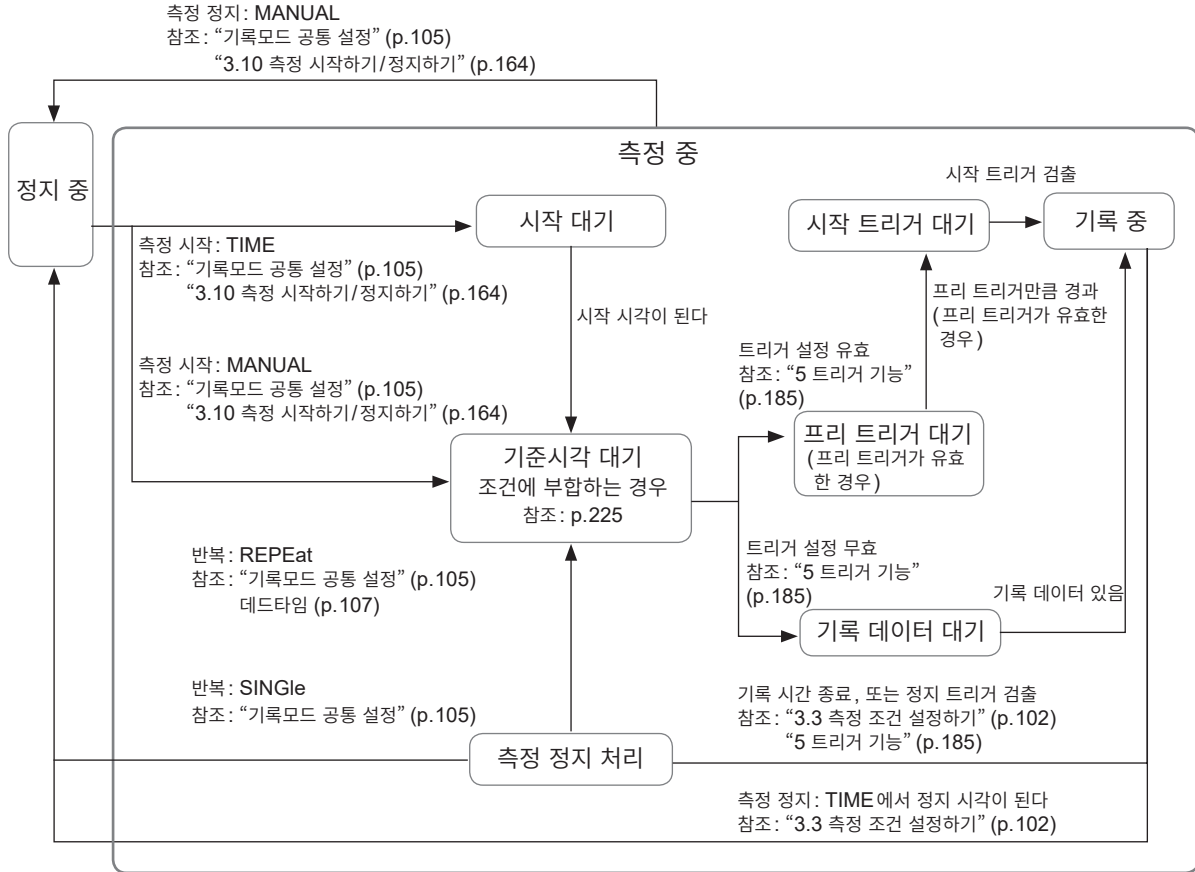 측정 정지: MANUAL
참조: “기록모드 공통 설정” (p.105)
“3.10 측정 시작하기/정지하기” (p.164)
정지 중
측정 중
시작 대기
측정 시작: TIME
참조: “기록모드 공통 설정” (p.105)
“3.10 측정 시작하기/정지하기” (p.164)
시작 시각이 된다
측정 시작: MANUAL
참조: “기록모드 공통 설정” (p.105)
“3.10 측정 시작하기/정지하기” (p.164)
기준시각 대기
조건에 부합하는 경우
참조: p.225
시작 트리거 검출
시작 트리거 대기
기록 중
프리 트리거만큼 경과
(프리 트리거가 유효한
경우)
트리거 설정 유효
참조: “5 트리거 기능”
(p.185)
프리 트리거 대기
(프리 트리거가 유효
한 경우)
트리거 설정 무효
참조: “5 트리거 기능”
(p.185)
기록 데이터 있음
기록 데이터 대기
반복: REPEat
참조: “기록모드 공통 설정” (p.105)
데드타임 (p.107)
반복: SINGle
참조: “기록모드 공통 설정” (p.105)
측정 정지 처리
기록 시간 종료, 또는 정지 트리거 검출
참조: “3.3 측정 조건 설정하기” (p.102)
“5 트리거 기능” (p.185)
측정 정지: TIME에서 정지 시각이 된다
참조: “3.3 측정 조건 설정하기” (p.102)